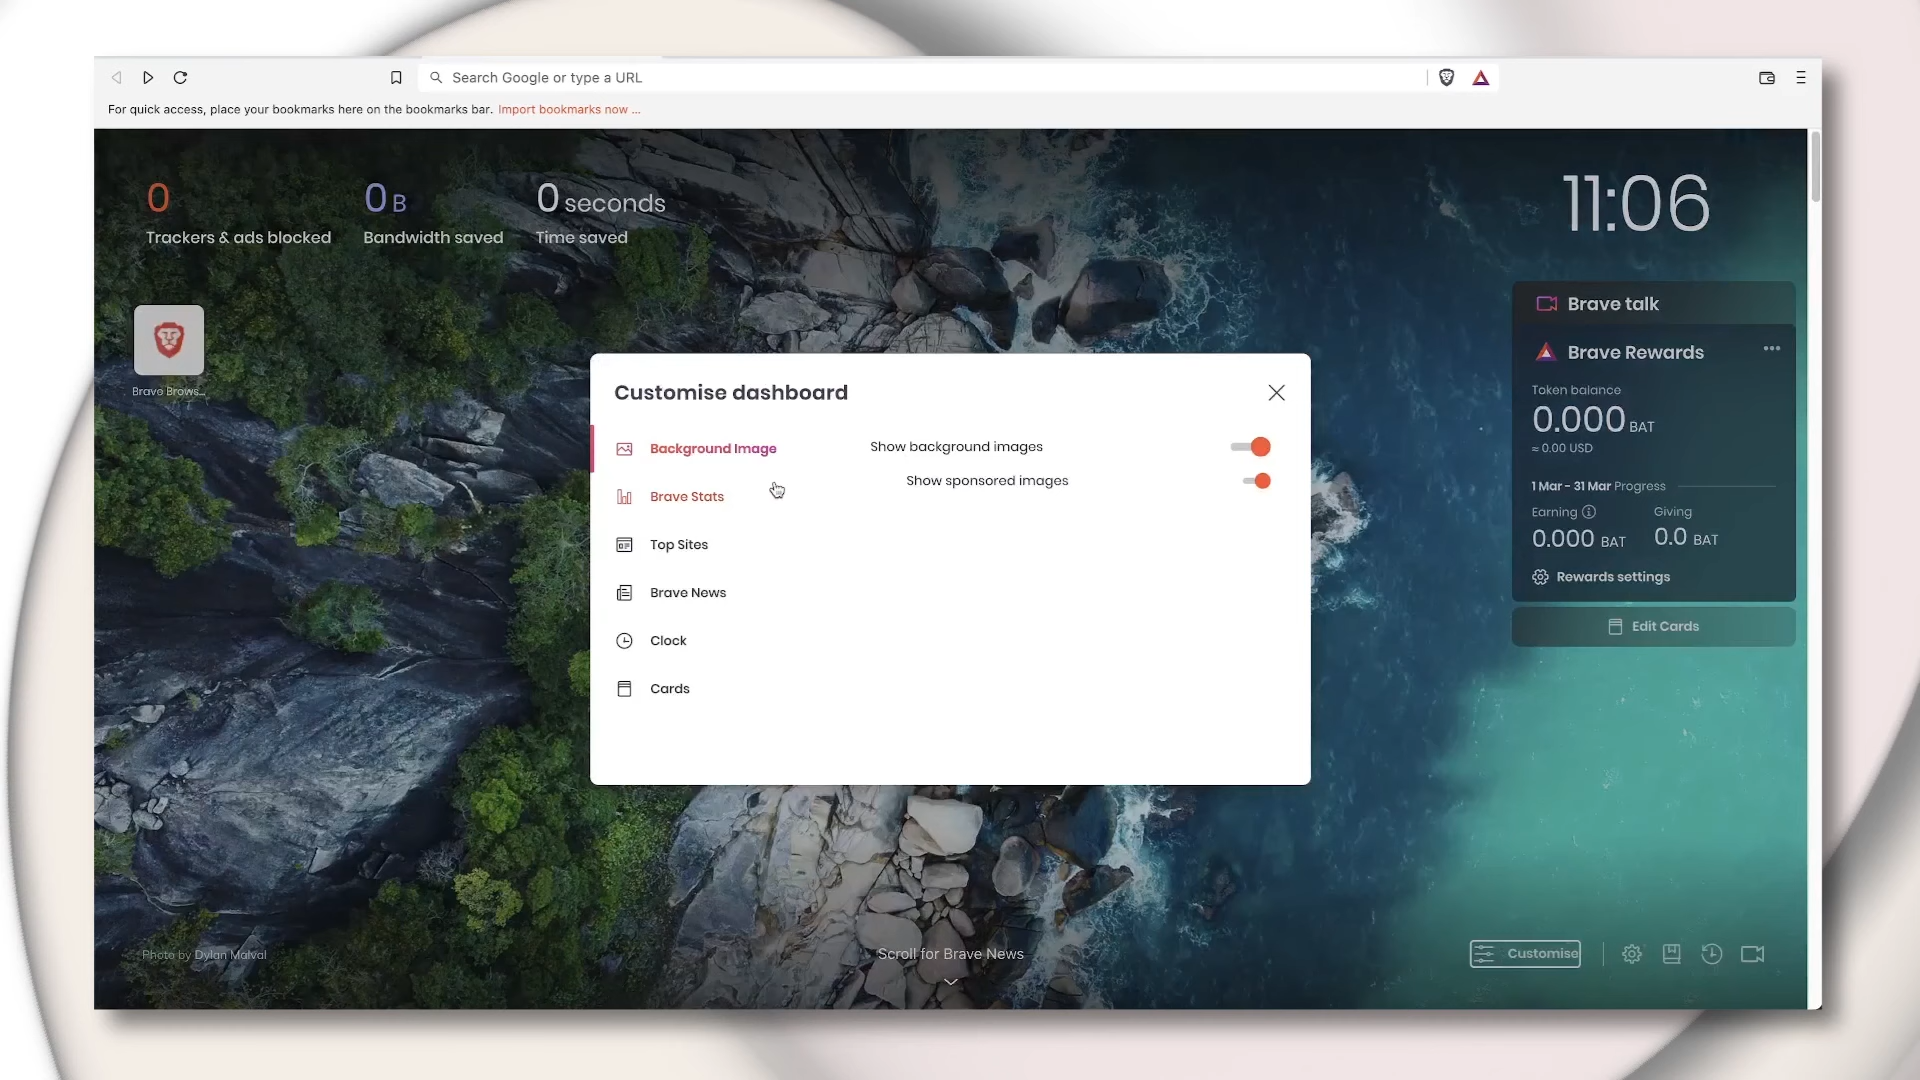 Search Google or type a URL
For quick access, place your bookmarks here on the bookmarks bar. Import bookmarks now ...
0
Trackers & ads blocked
0 B
Bandwidth saved
0 seconds
Time saved
11:06
Brave Brows...
Brave talk
Brave Rewards
Token balance
0.000 BAT
≈ 0.00 USD
1 Mar - 31 Mar Progress
Earning
0.000 BAT
Giving
0.0 BAT
Rewards settings
Edit Cards
Customise dashboard
Background Image
Brave Stats
Top Sites
Brave News
Clock
Cards
Show background images
Show sponsored images
Photo by Dylan Malval
Scroll for Brave News
Customise